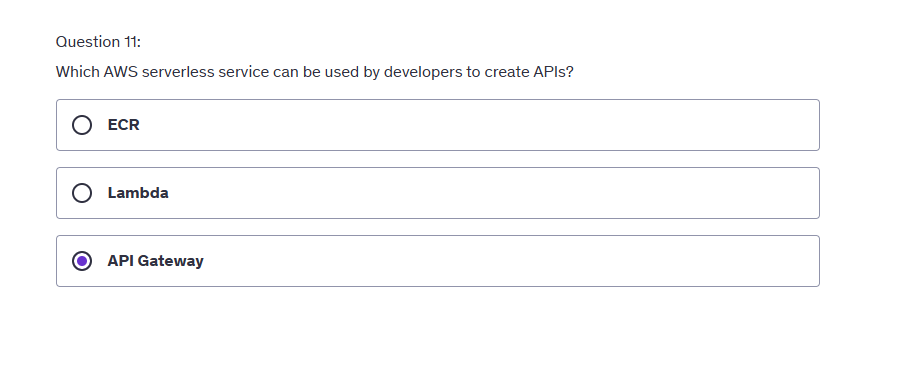 Question 11:
Which AWS serverless service can be used by developers to create APIs?
ECR
Lambda
API Gateway